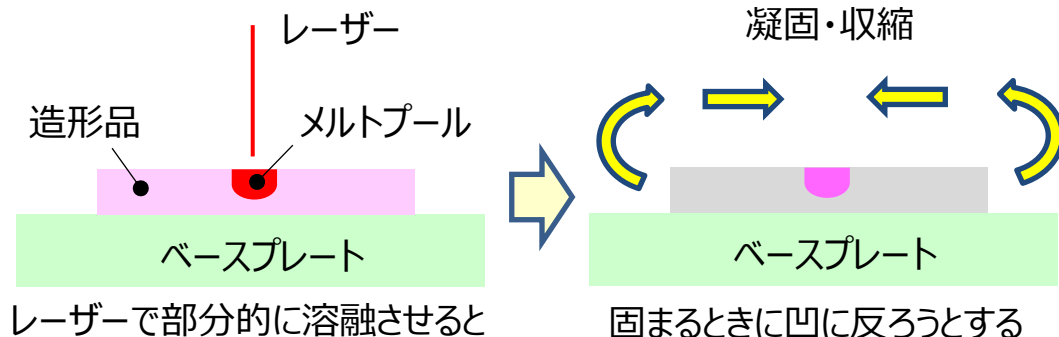 レーザー
造形品
メルトプール
ベースプレート
レーザーで部分的に溶融させると
凝固・収縮
ベースプレート
固まるときに凹に反ろうとする